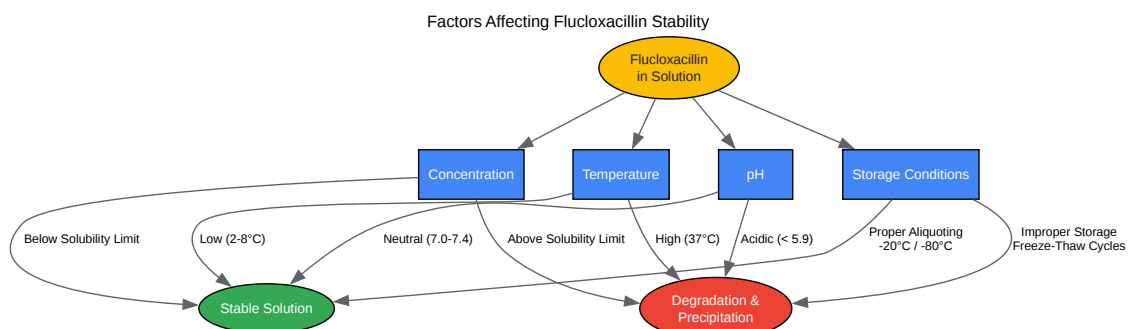 Factors Affecting Flucloxacillin Stability
Flucloxacillin
in Solution
Concentration
Temperature
pH
Storage Conditions
Below Solubility Limit
Low (2-8°C)
Neutral (7.0-7.4)
Above Solubility Limit
High (37°C)
Acidic (< 5.9)
Proper Aliquoting
-20°C / -80°C
Improper Storage
Freeze-Thaw Cycles
Stable Solution
Degradation &
Precipitation